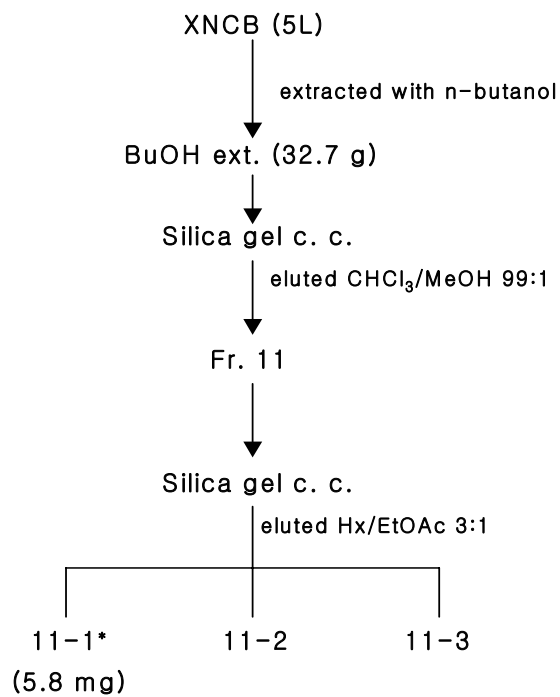 XNCB (5L)
extracted with n-butanol
BuOH ext. (32.7 g)
Silica gel c. c.
eluted CHCl₃/MeOH 99:1
Fr. 11
Silica gel c. c.
eluted Hx/EtOAc 3:1
11-1* 11-2 11-3
(5.8 mg)